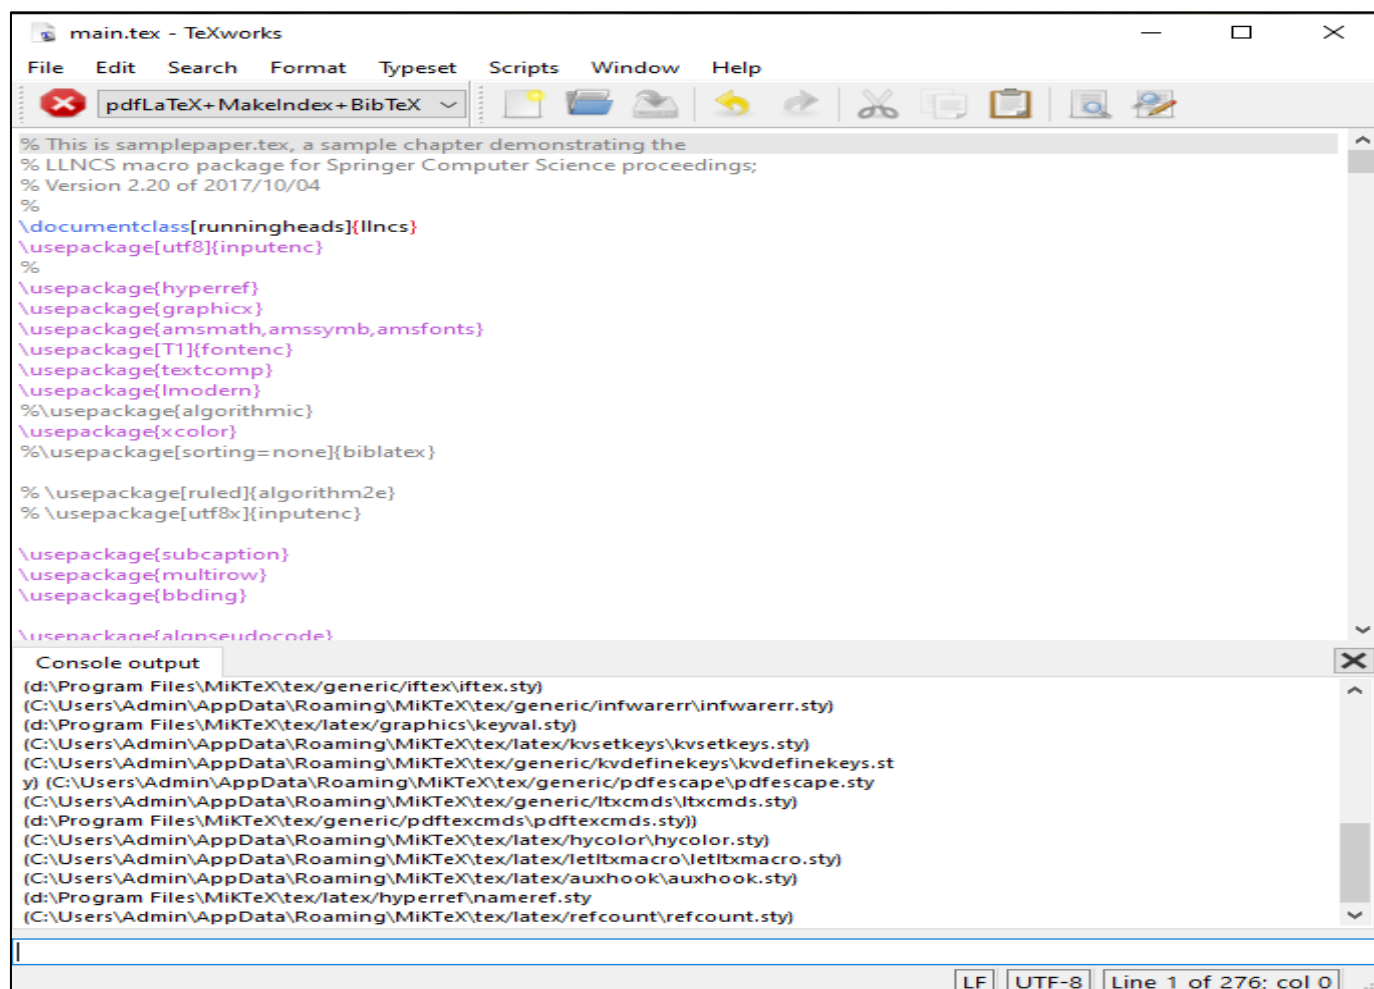 main.tex - TeXworks
File Edit Search Format Typeset Scripts Window Help
pdfLaTeX+MakeIndex+BibTeX
% This is samplepaper.tex, a sample chapter demonstrating the
% LLNCS macro package for Springer Computer Science proceedings;
% Version 2.20 of 2017/10/04
%
\documentclass[runningheads]{llncs}
\usepackage[utf8]{inputenc}
%
\usepackage{hyperref}
\usepackage{graphicx}
\usepackage{amsmath,amssymb,amsfonts}
\usepackage[T1]{fontenc}
\usepackage{textcomp}
\usepackage{lmodern}
%\usepackage{algorithmic}
\usepackage{xcolor}
%\usepackage[sorting=none]{biblatex}
% \usepackage[ruled]{algorithm2e}
% \usepackage[utf8x]{inputenc}
\usepackage{subcaption}
\usepackage{multirow}
\usepackage{bbding}
\usepackage{algpseudocode}
Console output
(d:\Program Files\MiKTeX\tex/generic/iftex\iftex.sty)
(C:\Users\Admin\AppData\Roaming\MiKTeX\tex/generic/infwarerr\infwarerr.sty)
(d:\Program Files\MiKTeX\tex/latex/graphics\keyval.sty)
(C:\Users\Admin\AppData\Roaming\MiKTeX\tex/latex/kvsetkeys\kvsetkeys.sty)
(C:\Users\Admin\AppData\Roaming\MiKTeX\tex/generic/kvdefinekeys\kvdefinekeys.st
y) (C:\Users\Admin\AppData\Roaming\MiKTeX\tex/generic/pdfescape\pdfescape.sty
(C:\Users\Admin\AppData\Roaming\MiKTeX\tex/generic/ltxcmds\ltxcmds.sty)
(d:\Program Files\MiKTeX\tex/generic/pdftexcmds\pdftexcmds.sty))
(C:\Users\Admin\AppData\Roaming\MiKTeX\tex/latex/hycolor\hycolor.sty)
(C:\Users\Admin\AppData\Roaming\MiKTeX\tex/latex/letltxmacro\letltxmacro.sty)
(C:\Users\Admin\AppData\Roaming\MiKTeX\tex/latex/auxhook\auxhook.sty)
(d:\Program Files\MiKTeX\tex/latex/hyperref\nameref.sty
(C:\Users\Admin\AppData\Roaming\MiKTeX\tex/latex/refcount\refcount.sty)
LF UTF-8 Line 1 of 276; col 0